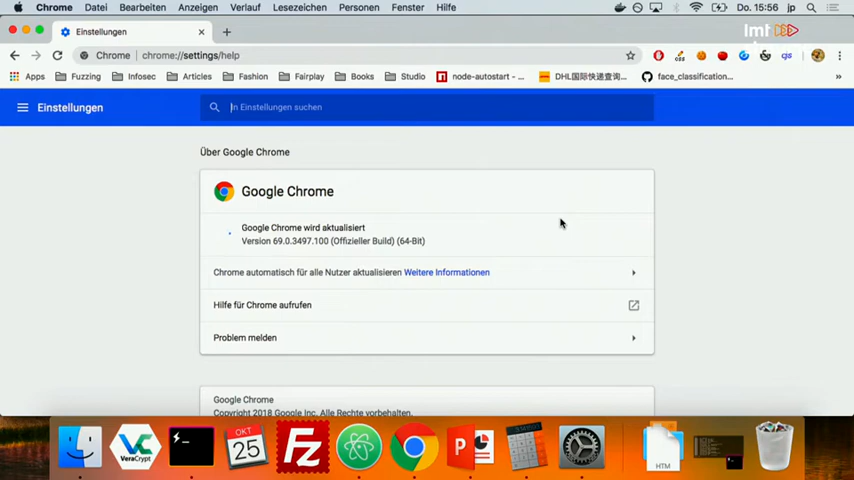 Chrome Datei Bearbeiten Anzeigen Verlauf Lesezeichen Personen Fenster Hilfe Do. 15:56 jp
Einstellungen
lmt
Chrome chrome://settings/help
Apps Fuzzing Infosec Articles Fashion Fairplay Books Studio node-autostart - ... DHL国际快递查询... face_classification...
Einstellungen
In Einstellungen suchen
Über Google Chrome
Google Chrome
Google Chrome wird aktualisiert
Version 69.0.3497.100 (Offizieller Build) (64-Bit)
Chrome automatisch für alle Nutzer aktualisieren Weitere Informationen
Hilfe für Chrome aufrufen
Problem melden
Google Chrome
Copyright 2018 Google Inc. Alle Rechte vorbehalten.
VeraCrypt
OKT
25
FZ
P
HTM